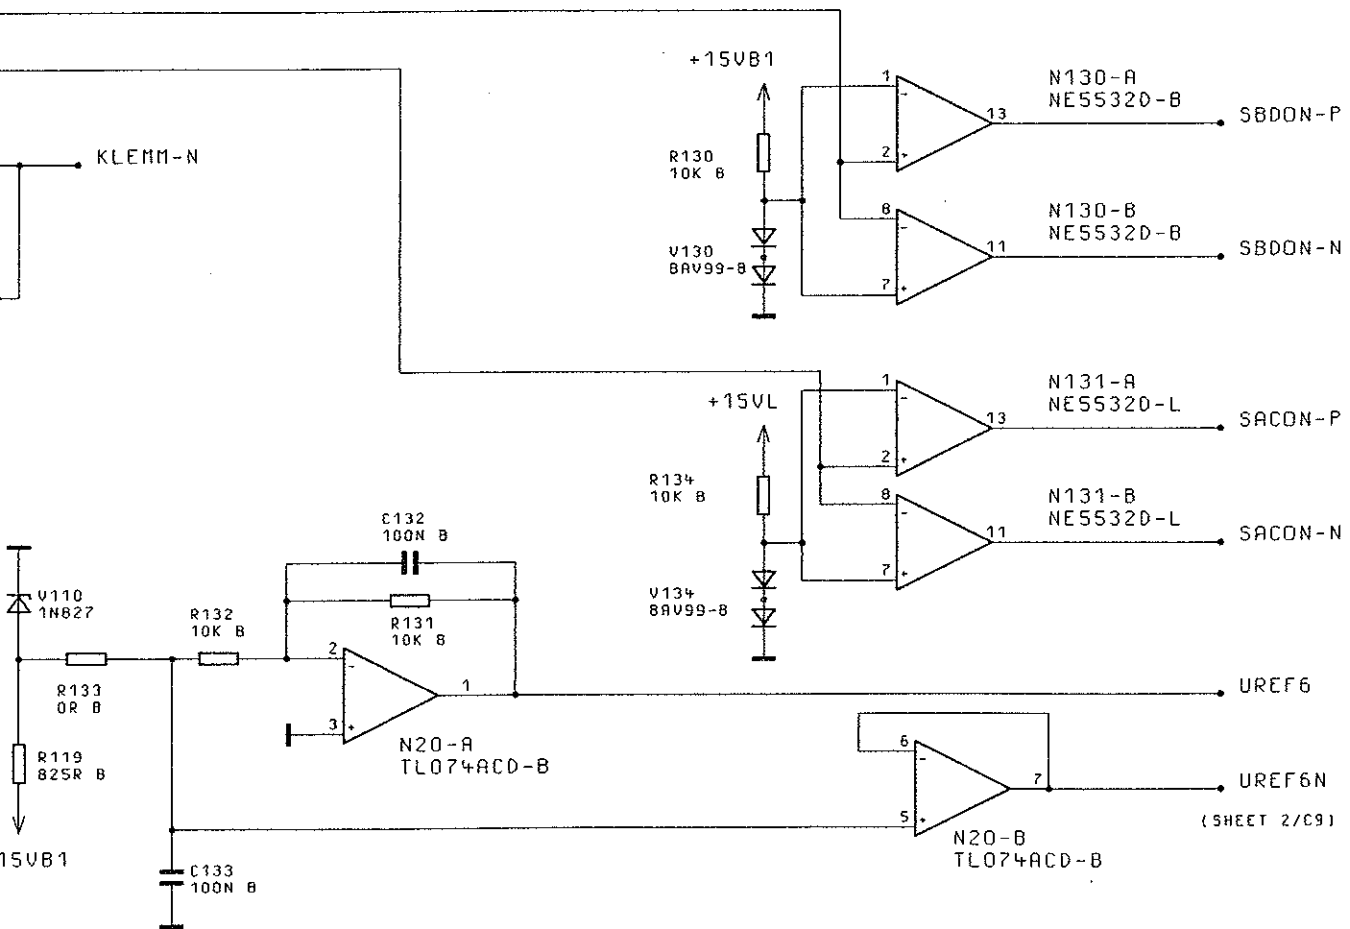 +15VB1
N130-A
NE5532D-B
1
-
13
SBDON-P
KLEMM-N
R130
10K B
2
+
N130-B
NE5532D-B
8
-
11
SBDON-N
V130
BAV99-B
7
+
+15VL
N131-A
NE5532D-L
1
-
13
SACON-P
2
+
R134
10K B
N131-B
NE5532D-L
8
-
11
SACON-N
C132
100N B
7
+
V134
BAV99-B
V110
1N827
R132
10K B
R131
10K B
2
-
1
R133
0R B
3
+
UREF6
N20-A
TL074ACD-B
R119
825R B
6
-
7
UREF6N
5
+
(SHEET 2/C9)
N20-B
TL074ACD-B
15VB1
C133
100N B